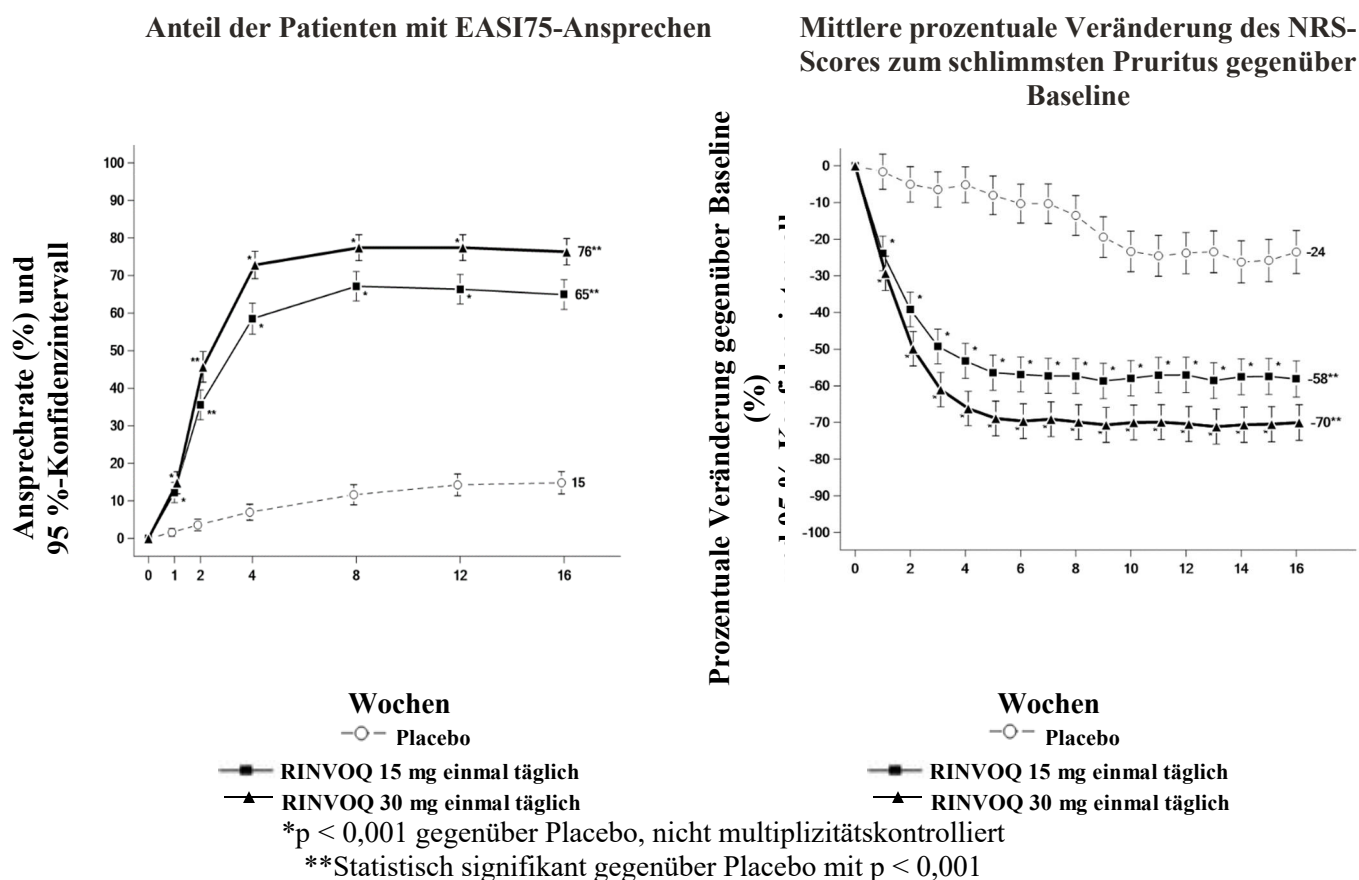 Anteil der Patienten mit EASI75-Ansprechen
Ansprechrate (%) und
95 %-Konfidenzintervall
100
90
80
70
60
50
40
30
20
10
0
76**
65**
15
0 1 2 4 8 12 16
Wochen
Placebo
RINVOQ 15 mg einmal täglich
RINVOQ 30 mg einmal täglich
Mittlere prozentuale Veränderung des NRS-
Scores zum schlimmsten Pruritus gegenüber
Baseline
Prozentuale Veränderung gegenüber Baseline
(%)
0
-10
-20
-30
-40
-50
-60
-70
-80
-90
-100
-24
-58**
-70**
0 2 4 6 8 10 12 14 16
Wochen
Placebo
RINVOQ 15 mg einmal täglich
RINVOQ 30 mg einmal täglich
*p < 0,001 gegenüber Placebo, nicht multiplizitätskontrolliert
**Statistisch signifikant gegenüber Placebo mit p < 0,001